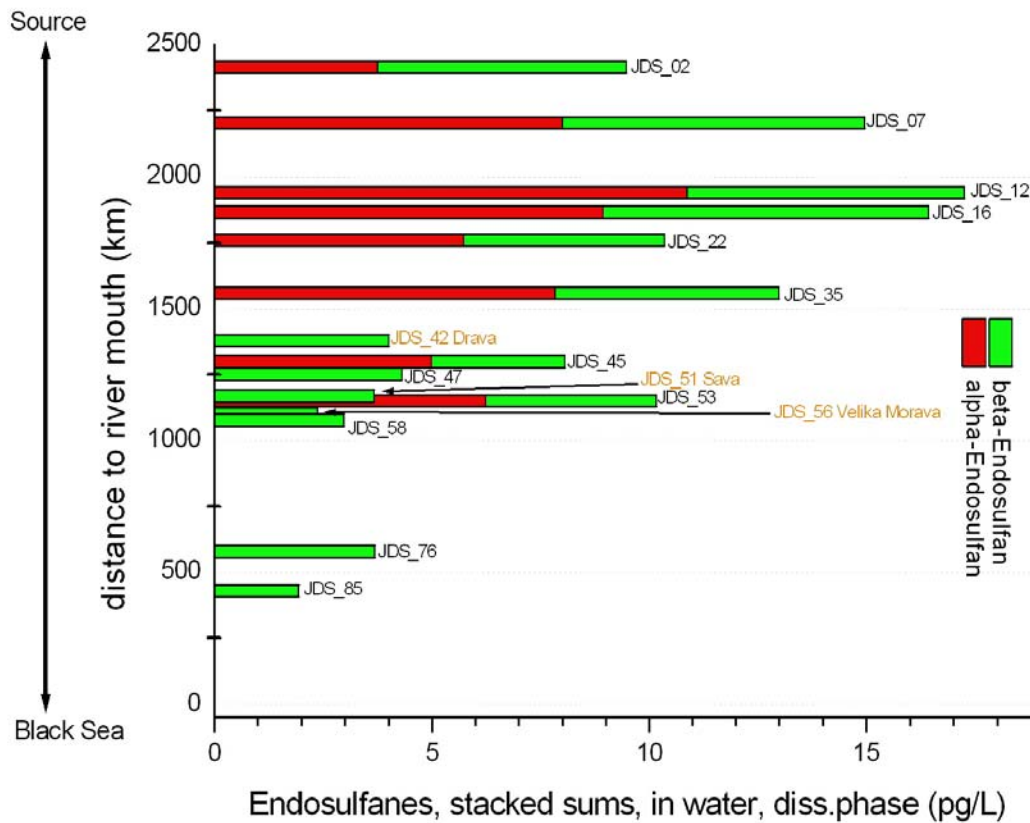 Source
2500
JDS_02
JDS_07
2000
JDS_12
JDS_16
JDS_22
1500
JDS_35
JDS_42 Drava
JDS_45
JDS_47
JDS_51 Sava
JDS_53
JDS_56 Velika Morava
JDS_58
1000
JDS_76
500
JDS_85
0
distance to river mouth (km)
beta-Endosulfan
alpha-Endosulfan
Black Sea
0 5 10 15
Endosulfanes, stacked sums, in water, diss.phase (pg/L)